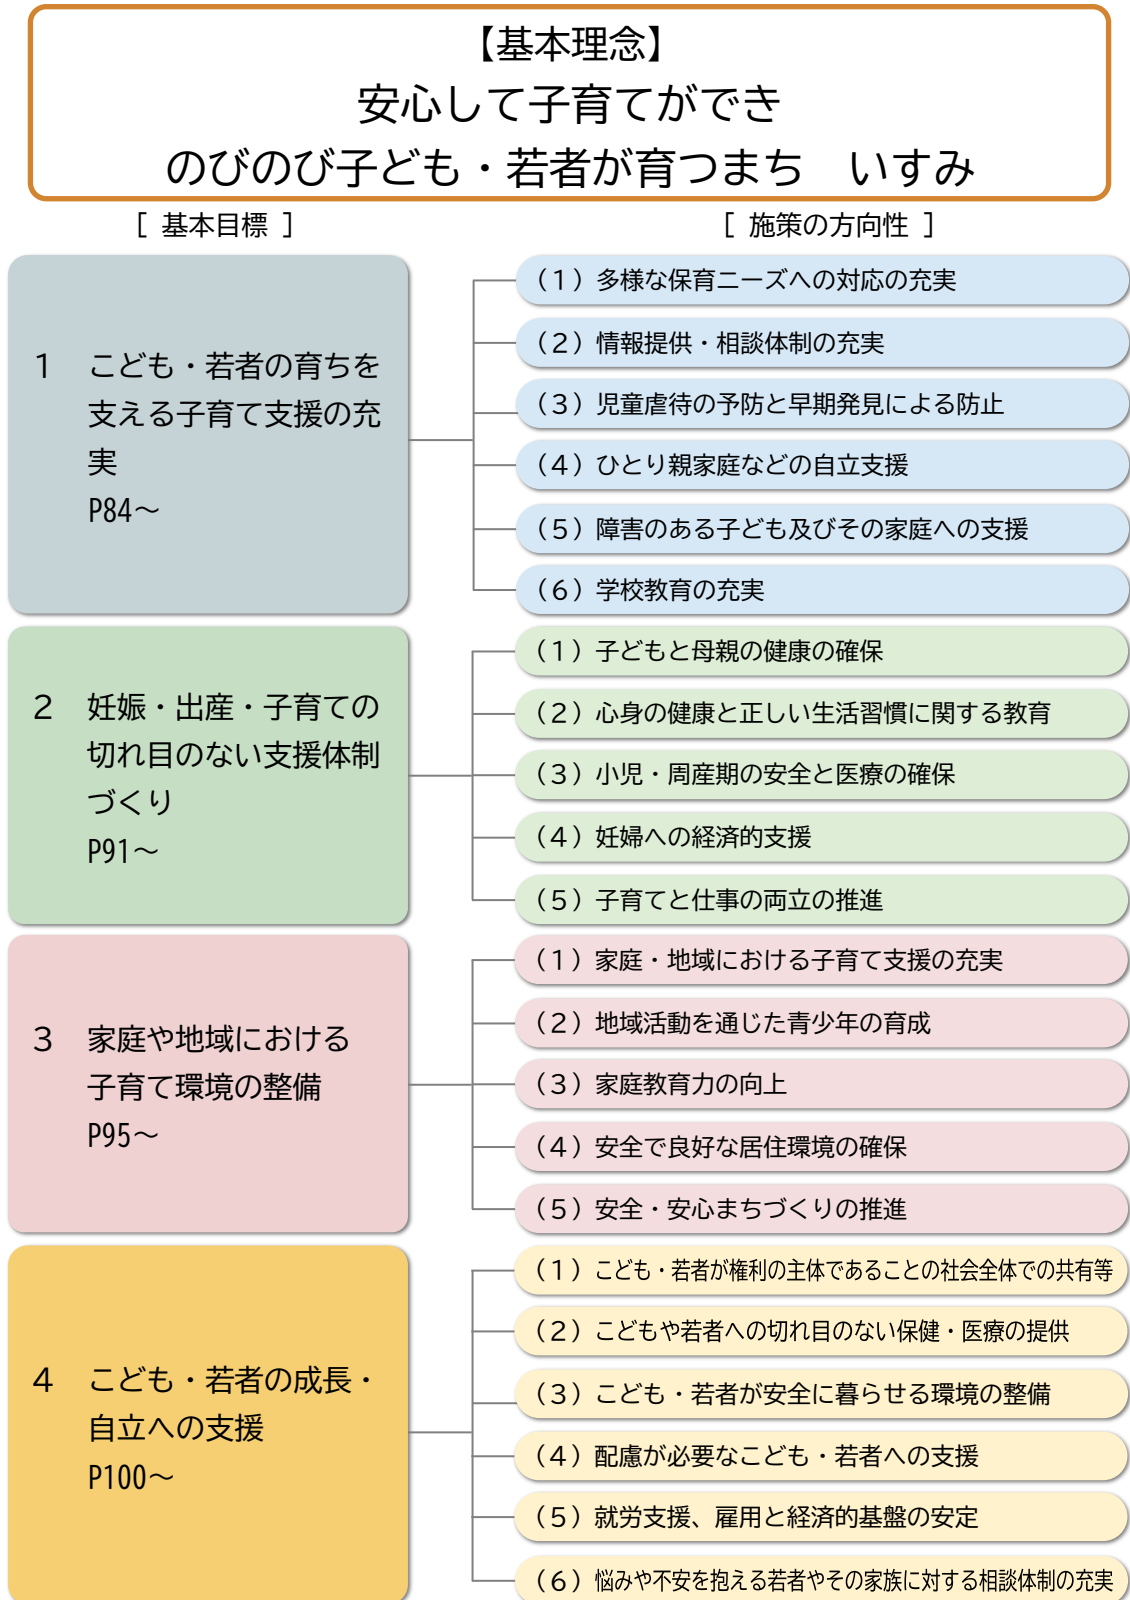 【基本理念】
安心して子育てができ
のびのび子ども・若者が育つまち　いすみ
[ 基本目標 ]
[ 施策の方向性 ]
1　こども・若者の育ちを
支える子育て支援の充
実
P84～
（1）多様な保育ニーズへの対応の充実
（2）情報提供・相談体制の充実
（3）児童虐待の予防と早期発見による防止
（4）ひとり親家庭などの自立支援
（5）障害のある子ども及びその家庭への支援
（6）学校教育の充実
2　妊娠・出産・子育ての
切れ目のない支援体制
づくり
P91～
（1）子どもと母親の健康の確保
（2）心身の健康と正しい生活習慣に関する教育
（3）小児・周産期の安全と医療の確保
（4）妊婦への経済的支援
（5）子育てと仕事の両立の推進
3　家庭や地域における
子育て環境の整備
P95～
（1）家庭・地域における子育て支援の充実
（2）地域活動を通じた青少年の育成
（3）家庭教育力の向上
（4）安全で良好な居住環境の確保
（5）安全・安心まちづくりの推進
4　こども・若者の成長・
自立への支援
P100～
（1）こども・若者が権利の主体であることの社会全体での共有等
（2）こどもや若者への切れ目のない保健・医療の提供
（3）こども・若者が安全に暮らせる環境の整備
（4）配慮が必要なこども・若者への支援
（5）就労支援、雇用と経済的基盤の安定
（6）悩みや不安を抱える若者やその家族に対する相談体制の充実